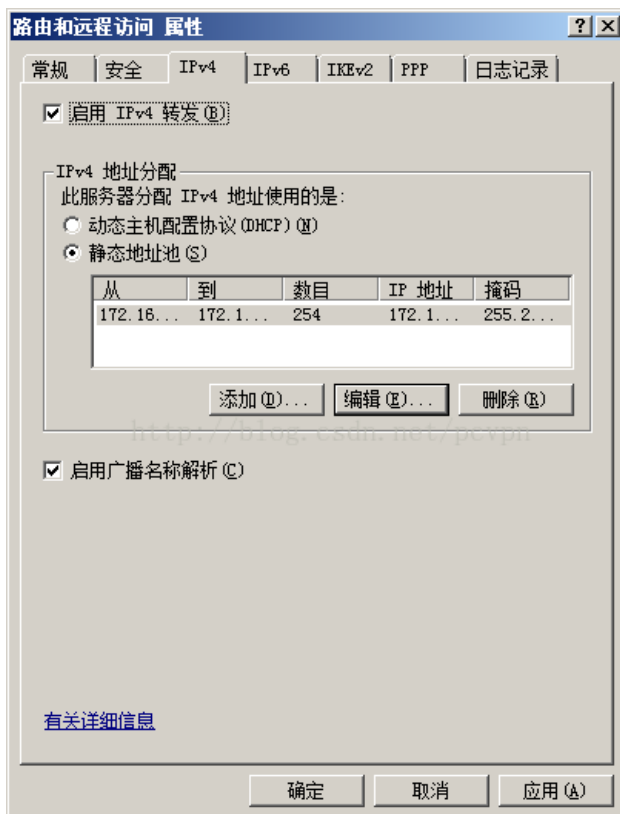 路由和远程访问 属性
常规 安全 IPv4 IPv6 IKEv2 PPP 日志记录
启用 IPv4 转发(B)
IPv4 地址分配
此服务器分配 IPv4 地址使用的是:
动态主机配置协议(DHCP)(N)
静态地址池(S)
从 到 数目 IP 地址 掩码
172.16... 172.1... 254 172.1... 255.2...
添加(D)... 编辑(E)... 删除(R)
http://blog.csdn.net/pcvpn
启用广播名称解析(C)
有关详细信息
确定 取消 应用(A)